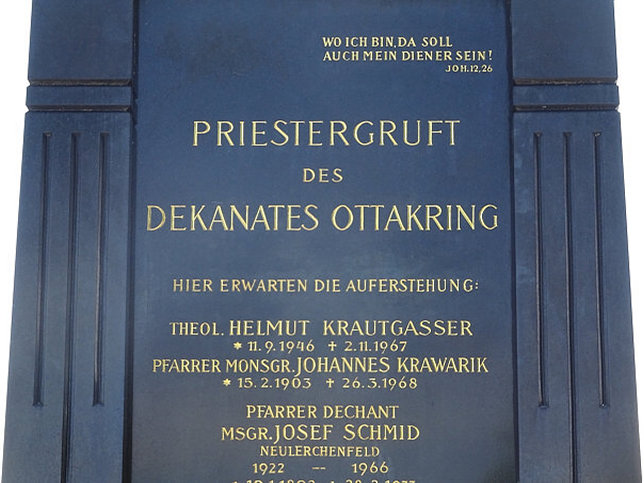 WO ICH BIN, DA SOLL
AUCH MEIN DIENER SEIN!
JOH.12,26
PRIESTERGRUFT
DES
DEKANATES OTTAKRING
HIER ERWARTEN DIE AUFERSTEHUNG:
THEOL. HELMUT KRAUTGASSER
* 11.9.1946 ✝ 2.11.1967
PFARRER MONSGR. JOHANNES KRAWARIK
* 15.2.1903 ✝ 26.3.1968
PFARRER DECHANT
MSGR. JOSEF SCHMID
NEULERCHENFELD
1922 -- 1966